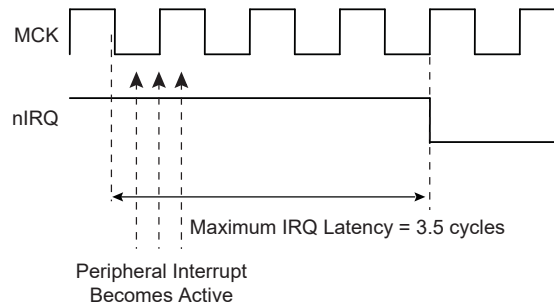 MCK
nIRQ
Maximum IRQ Latency = 3.5 cycles
Peripheral Interrupt
Becomes Active